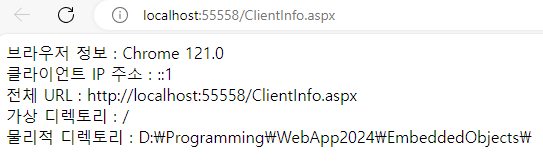 localhost:55558/ClientInfo.aspx
브라우저 정보 : Chrome 121.0
클라이언트 IP 주소 : ::1
전체 URL : http://localhost:55558/ClientInfo.aspx
가상 디렉토리 : /
물리적 디렉토리 : D:₩Programming₩WebApp2024₩EmbeddedObjects₩